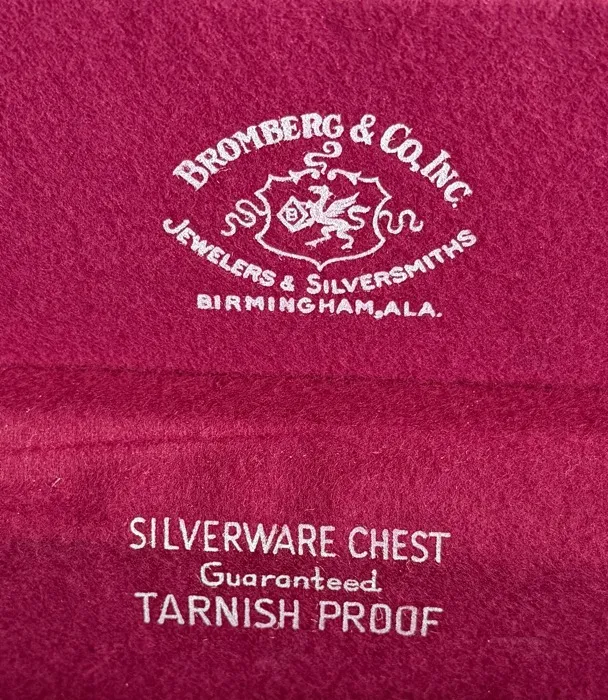 BROMBERG & CO, INC.
B
JEWELERS & SILVERSMITHS
BIRMINGHAM, ALA.
SILVERWARE CHEST
Guaranteed
TARNISH PROOF